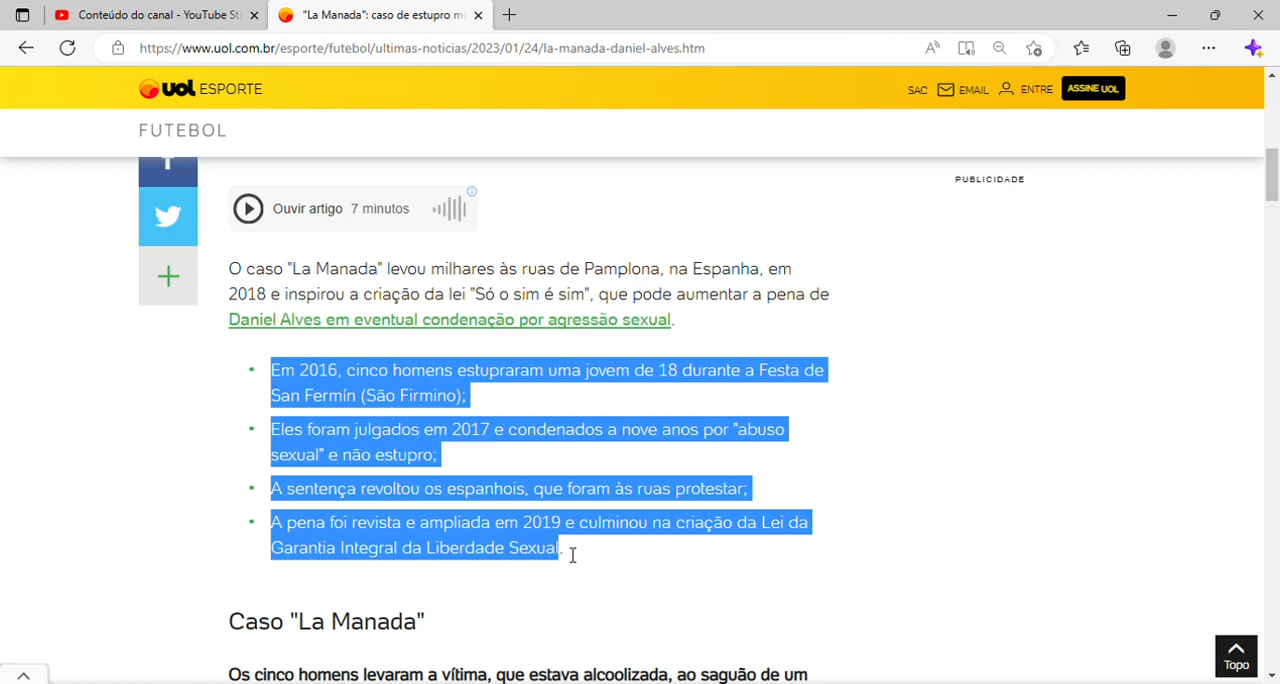 Conteúdo do canal - YouTube St
"La Manada": caso de estupro m
https://www.uol.com.br/esporte/futebol/ultimas-noticias/2023/01/24/la-manada-daniel-alves.htm
UOL ESPORTE
SAC EMAIL ENTRE ASSINE UOL
FUTEBOL
PUBLICIDADE
Ouvir artigo 7 minutos
O caso "La Manada" levou milhares às ruas de Pamplona, na Espanha, em
2018 e inspirou a criação da lei "Só o sim é sim", que pode aumentar a pena de
Daniel Alves em eventual condenação por agressão sexual.
• Em 2016, cinco homens estupraram uma jovem de 18 durante a Festa de
San Fermín (São Firmino);
• Eles foram julgados em 2017 e condenados a nove anos por "abuso
sexual" e não estupro;
• A sentença revoltou os espanhois, que foram às ruas protestar;
• A pena foi revista e ampliada em 2019 e culminou na criação da Lei da
Garantia Integral da Liberdade Sexual.
Caso "La Manada"
Topo
Os cinco homens levaram a vítima, que estava alcoolizada, ao saguão de um